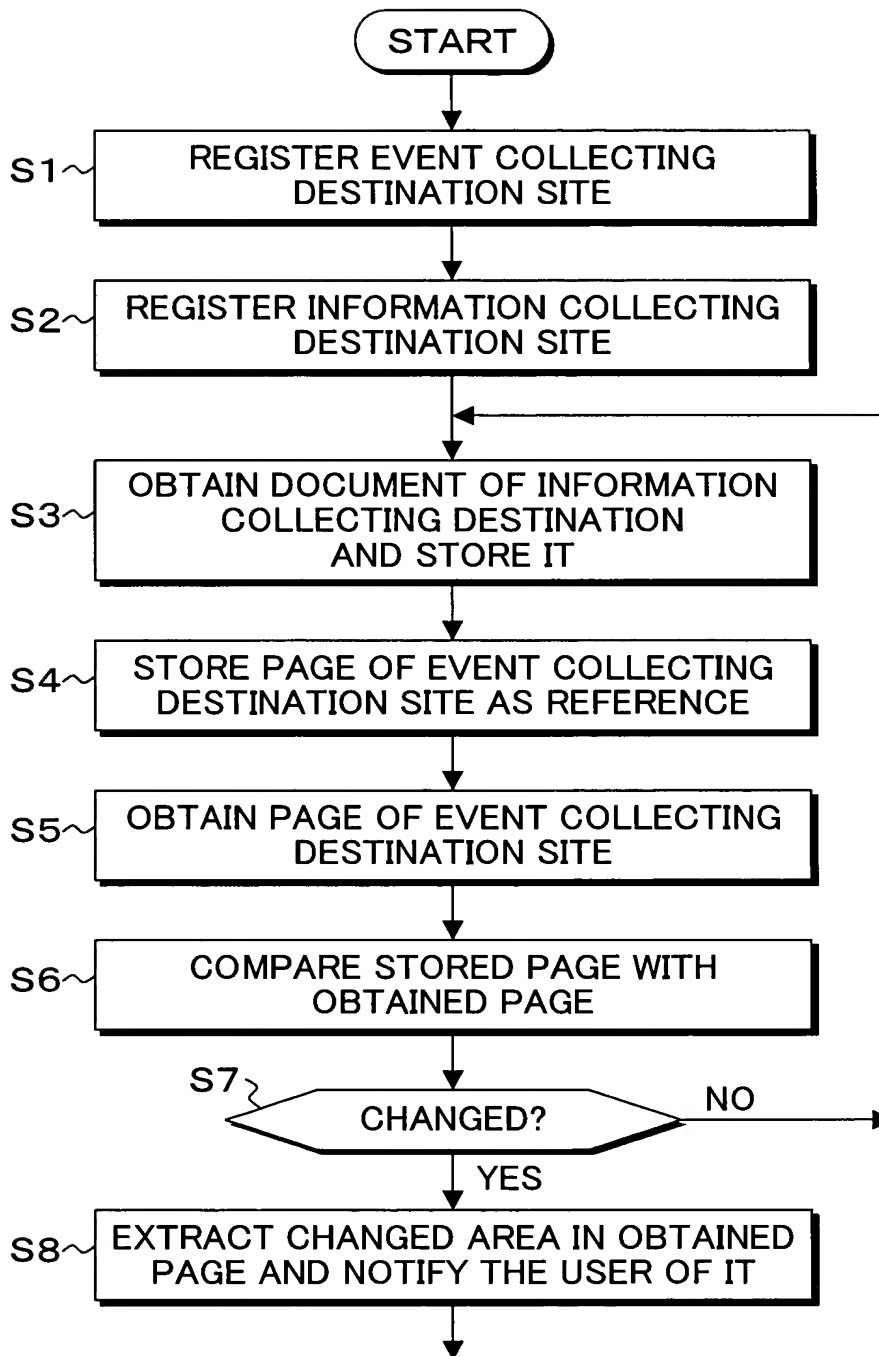 START
S1
REGISTER EVENT COLLECTING
DESTINATION SITE
S2
REGISTER INFORMATION COLLECTING
DESTINATION SITE
S3
OBTAIN DOCUMENT OF INFORMATION
COLLECTING DESTINATION
AND STORE IT
S4
STORE PAGE OF EVENT COLLECTING
DESTINATION SITE AS REFERENCE
S5
OBTAIN PAGE OF EVENT COLLECTING
DESTINATION SITE
S6
COMPARE STORED PAGE WITH
OBTAINED PAGE
S7
CHANGED?
NO
YES
S8
EXTRACT CHANGED AREA IN OBTAINED
PAGE AND NOTIFY THE USER OF IT